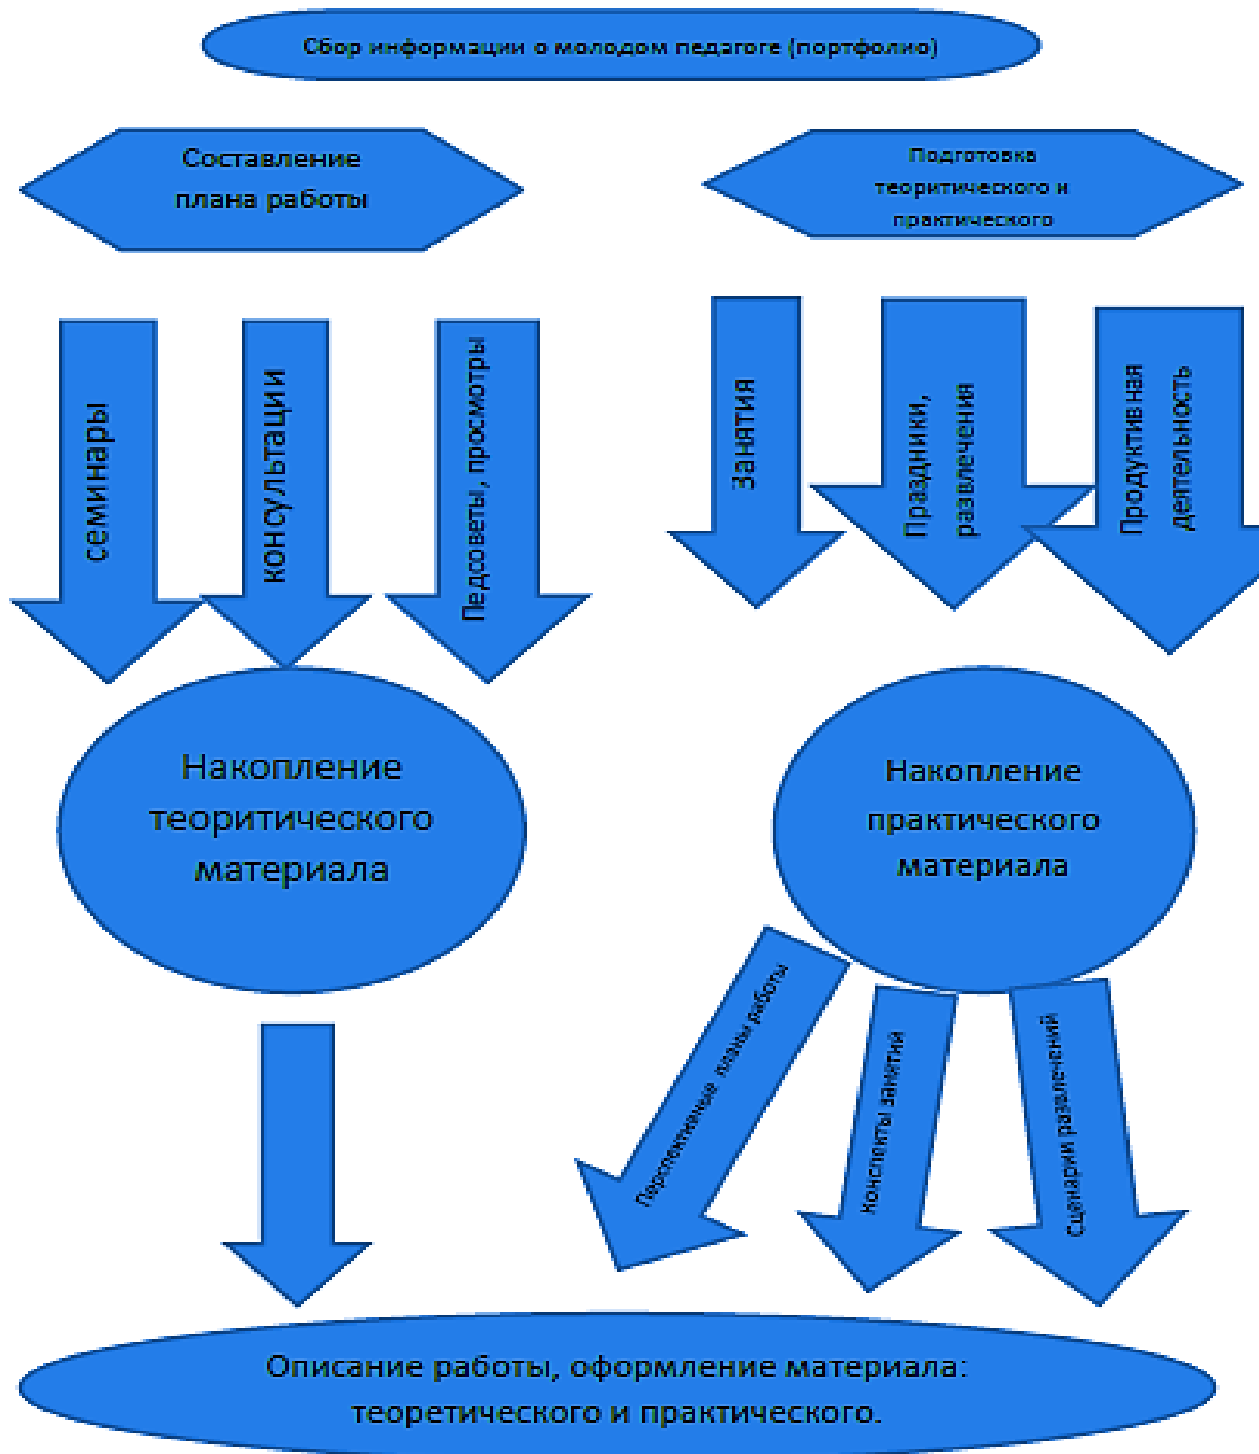 Сбор информации о молодом педагоге (портфолио)
Составление
плана работы
Подготовка
теоритического и
практического
семинары
консультации
Педсоветы, просмотры
Занятия
Праздники,
развлечения
Продуктивная
деятельность
Накопление
теоритического
материала
Накопление
практического
материала
Перспективные планы работы
Конспекты занятий
Сценарии развлечений
Описание работы, оформление материала:
теоретического и практического.